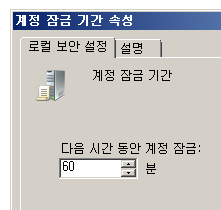 계정 잠금 기간 속성
로컬 보안 설정 설명
계정 잠금 기간
다음 시간 동안 계정 잠금:
60 분